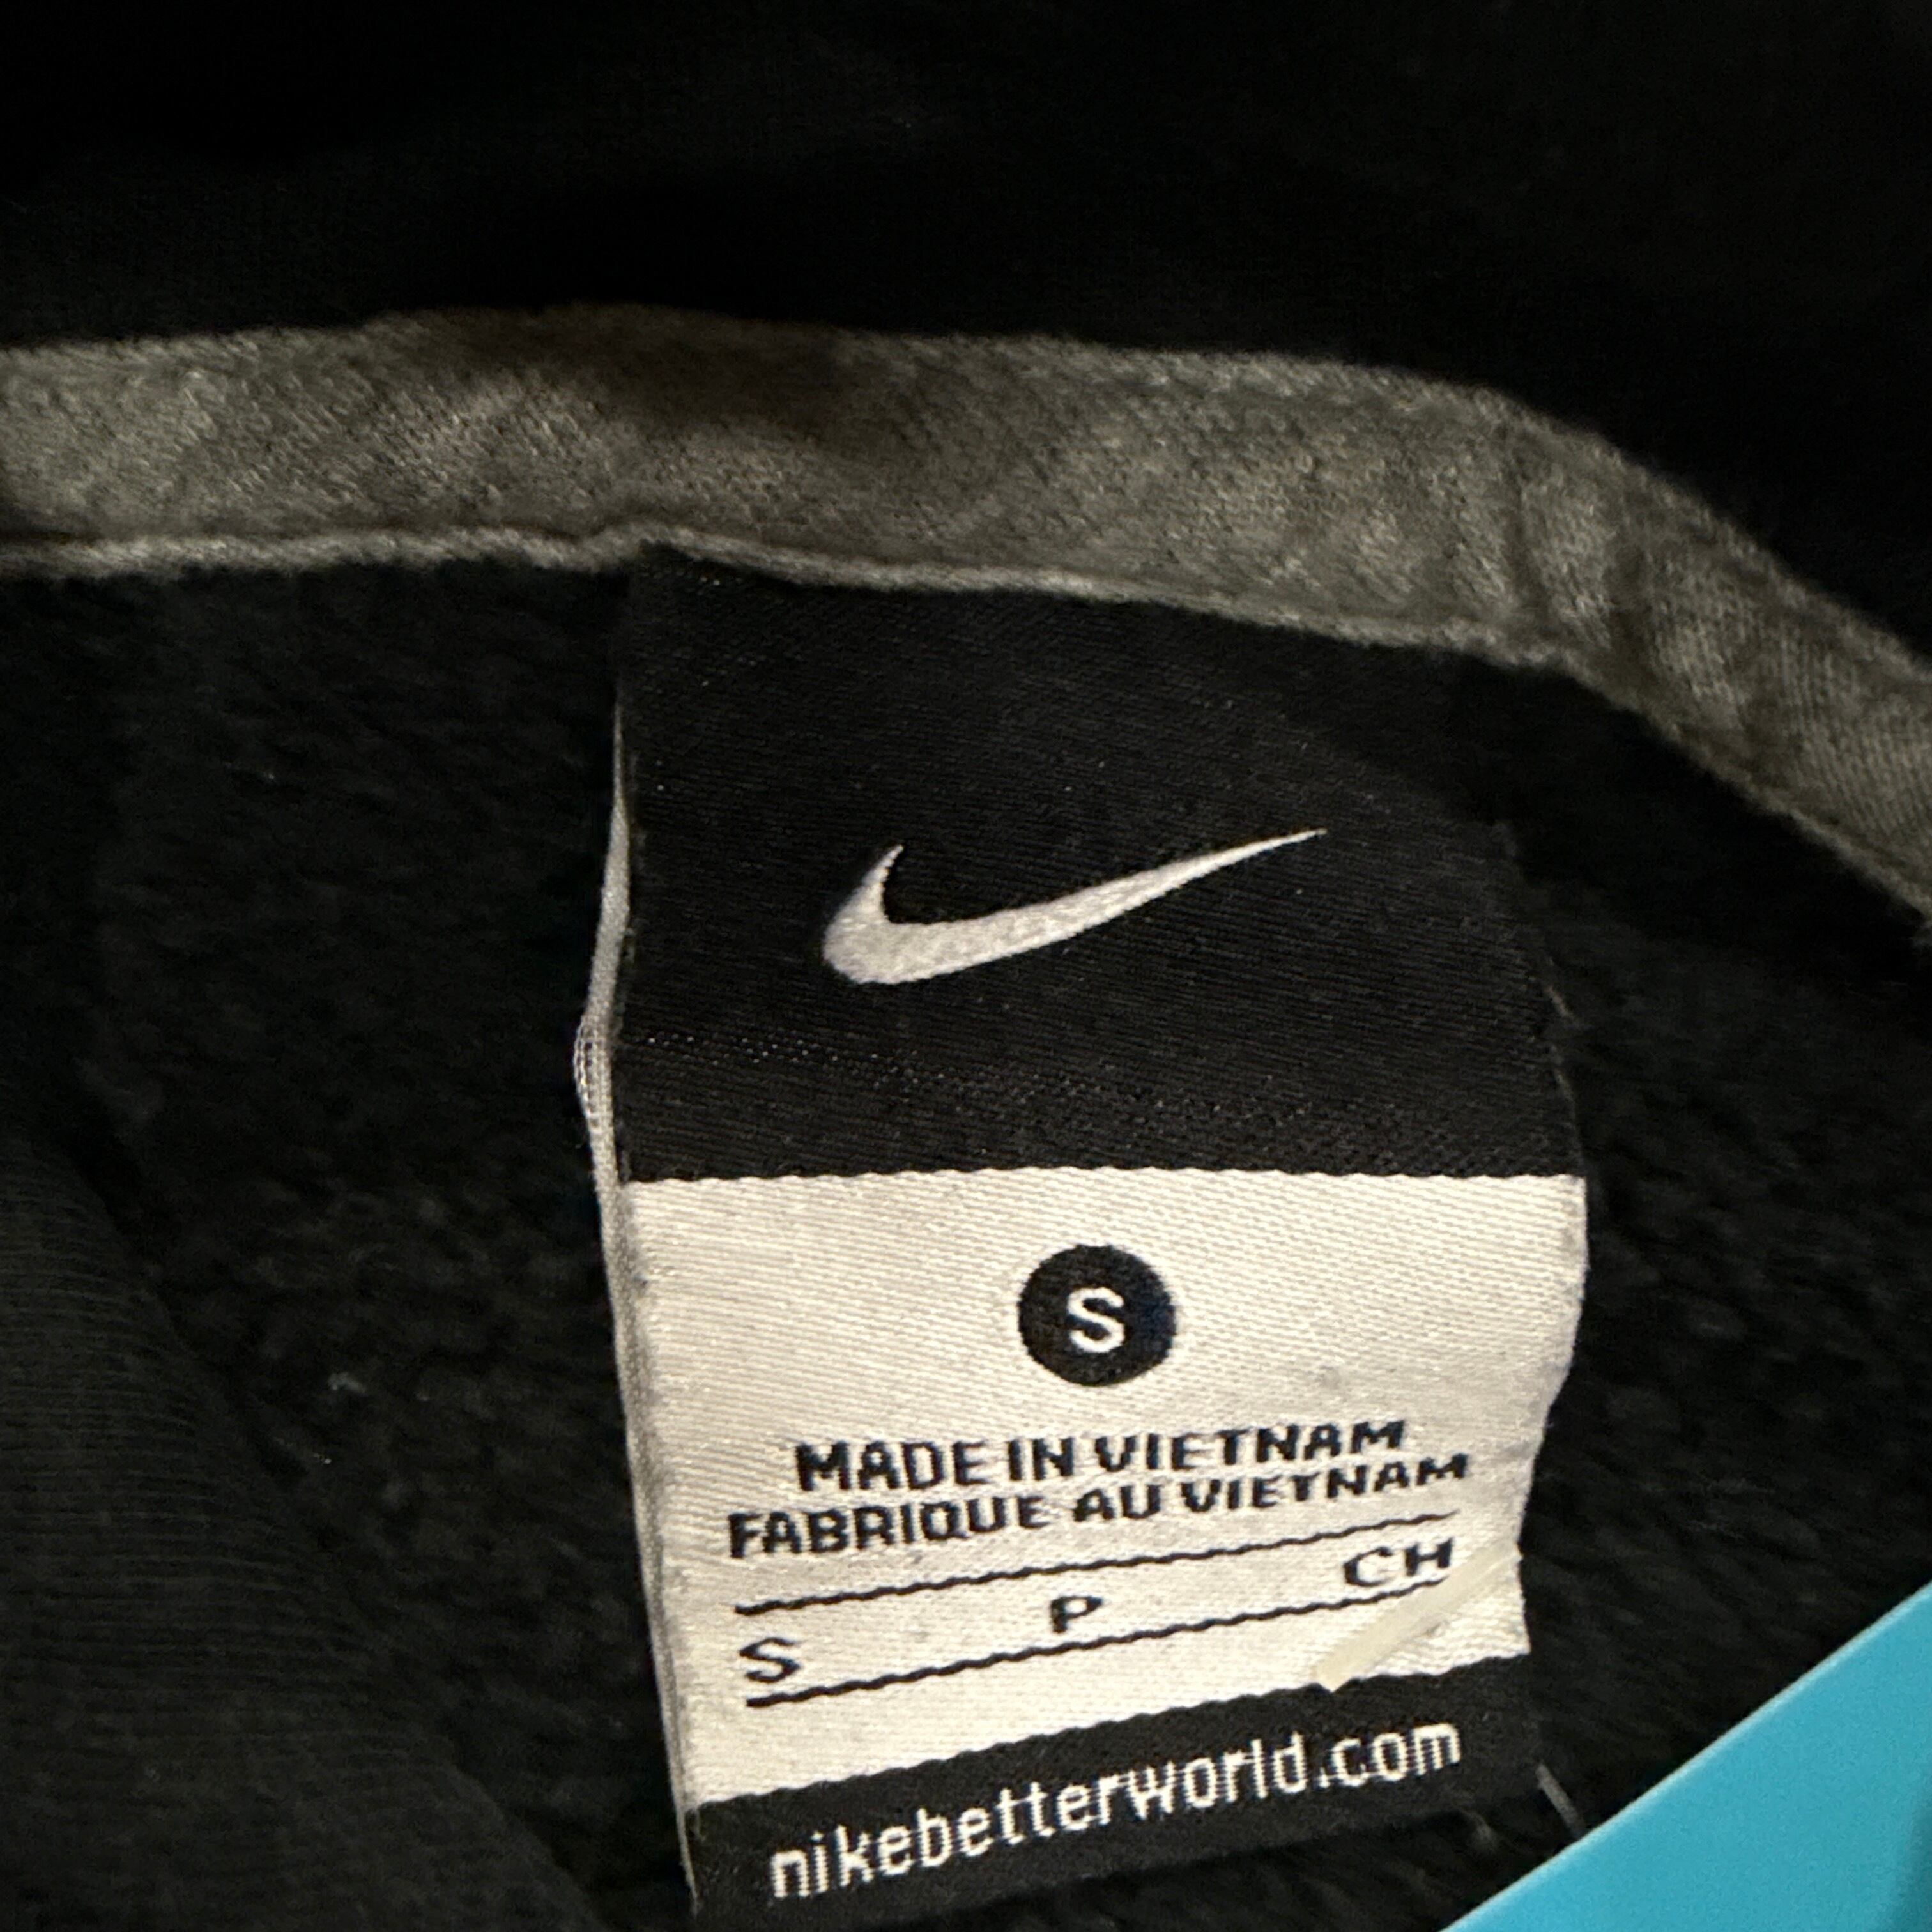 S
MADE IN VIETNAM
FABRIQUE AU VIETNAM
S P CH
nikebetterworld.com